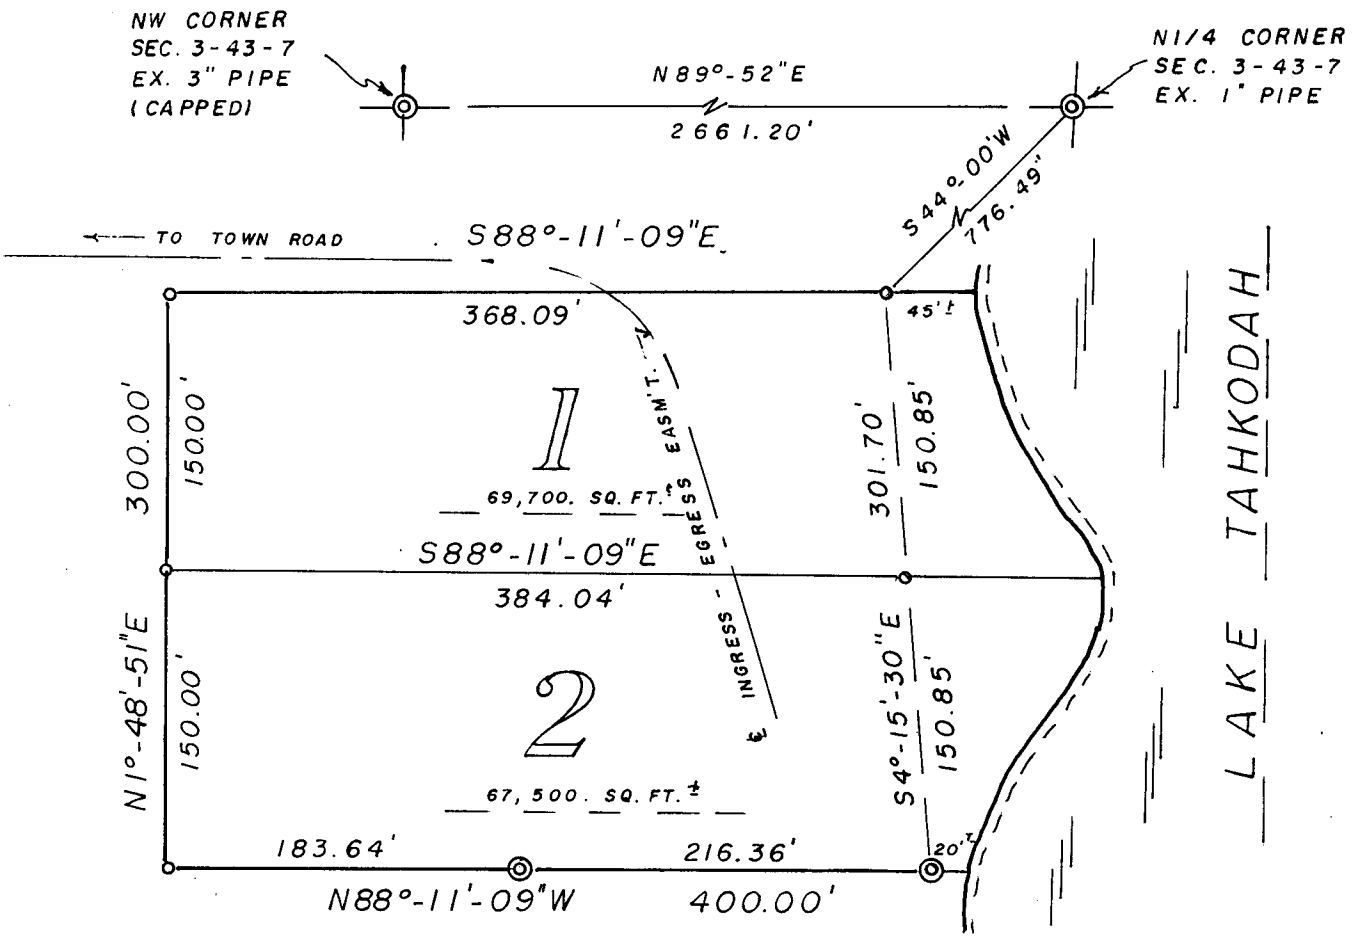 NW CORNER
SEC. 3-43-7
EX. 3" PIPE
(CAPPED)
N89°-52"E
2661.20'
N1/4 CORNER
SEC. 3-43-7
EX. 1" PIPE
S44°-00'W
776.49"
TO TOWN ROAD
S88°-11'-09"E
368.09'
45'±
300.00'
150.00'
1
69,700. SQ. FT.±
INGRESS - EGRESS EASM'T.
301.70'
150.85'
S88°-11'-09"E
384.04'
N1°-48'-51"E
150.00'
2
67,500. SQ. FT.±
℄
S4°-15'-30"E
150.85'
183.64'
216.36'
20'±
N88°-11'-09"W
400.00'
LAKE TAHKODAH